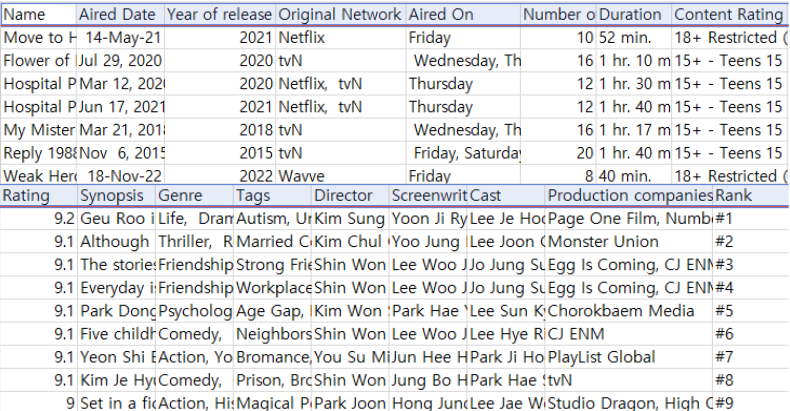 Name Aired Date Year of release Original Network Aired On Number o Duration Content Rating
Move to H 14-May-21 2021 Netflix Friday 10 52 min. 18+ Restricted (
Flower of Jul 29, 2020 2020 tvN Wednesday, Th 16 1 hr. 10 m 15+ - Teens 15
Hospital P Mar 12, 2020 2020 Netflix, tvN Thursday 12 1 hr. 30 m 15+ - Teens 15
Hospital P Jun 17, 2021 2021 Netflix, tvN Thursday 12 1 hr. 40 m 15+ - Teens 15
My Mister Mar 21, 2018 2018 tvN Wednesday, Th 16 1 hr. 17 m 15+ - Teens 15
Reply 1988 Nov 6, 2015 2015 tvN Friday, Saturday 20 1 hr. 40 m 15+ - Teens 15
Weak Hero 18-Nov-22 2022 Wavve Friday 8 40 min. 18+ Restricted (
Rating Synopsis Genre Tags Director Screenwrit Cast Production companies Rank
9.2 Geu Roo i Life, Dram Autism, Un Kim Sung Yoon Ji Ry Lee Je Hoo Page One Film, Numb #1
9.1 Although Thriller, R Married C Kim Chul Yoo Jung Lee Joon G Monster Union #2
9.1 The stories Friendship Strong Frie Shin Won Lee Woo J Jo Jung Su Egg Is Coming, CJ ENM #3
9.1 Everyday i Friendship Workplace Shin Won Lee Woo J Jo Jung Su Egg Is Coming, CJ ENM #4
9.1 Park Dong Psycholog Age Gap, Kim Won Park Hae Y Lee Sun K Chorokbaem Media #5
9.1 Five childh Comedy, Neighbors Shin Won Lee Woo J Lee Hye Ri CJ ENM #6
9.1 Yeon Shi E Action, Yo Bromance, You Su Mi Jun Hee H Park Ji Ho PlayList Global #7
9.1 Kim Je Hyu Comedy, Prison, Bro Shin Won Jung Bo H Park Hae S tvN #8
9 Set in a fic Action, His Magical P Park Joon Hong Jung Lee Jae W Studio Dragon, High C #9